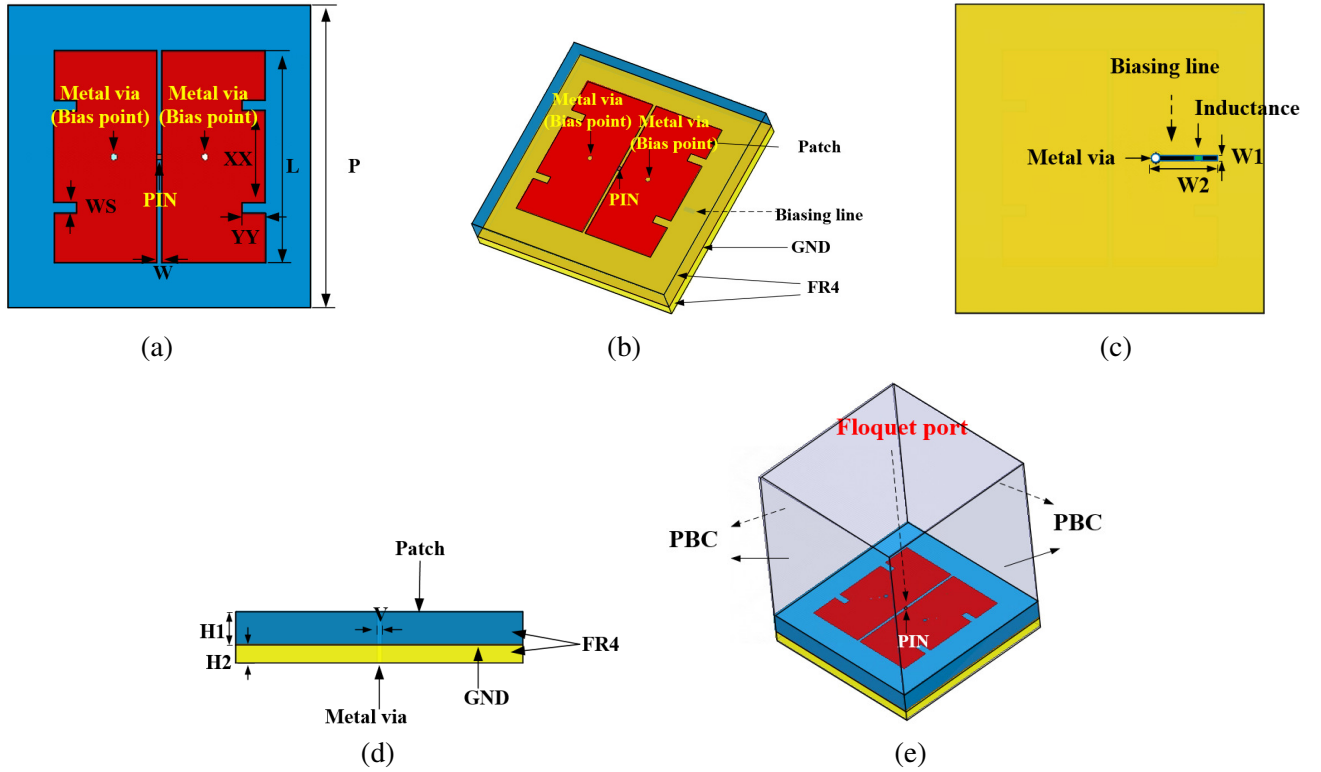 Metal via
(Bias point)
Metal via
(Bias point)
XX
L
P
WS
PIN
YY
W
(a)
Metal via
(Bias point)
Metal via
(Bias point)
PIN
Patch
Biasing line
GND
FR4
(b)
Biasing line
Inductance
Metal via
W1
W2
(c)
Patch
V
H1
H2
FR4
GND
Metal via
(d)
Floquet port
PBC
PBC
PIN
(e)